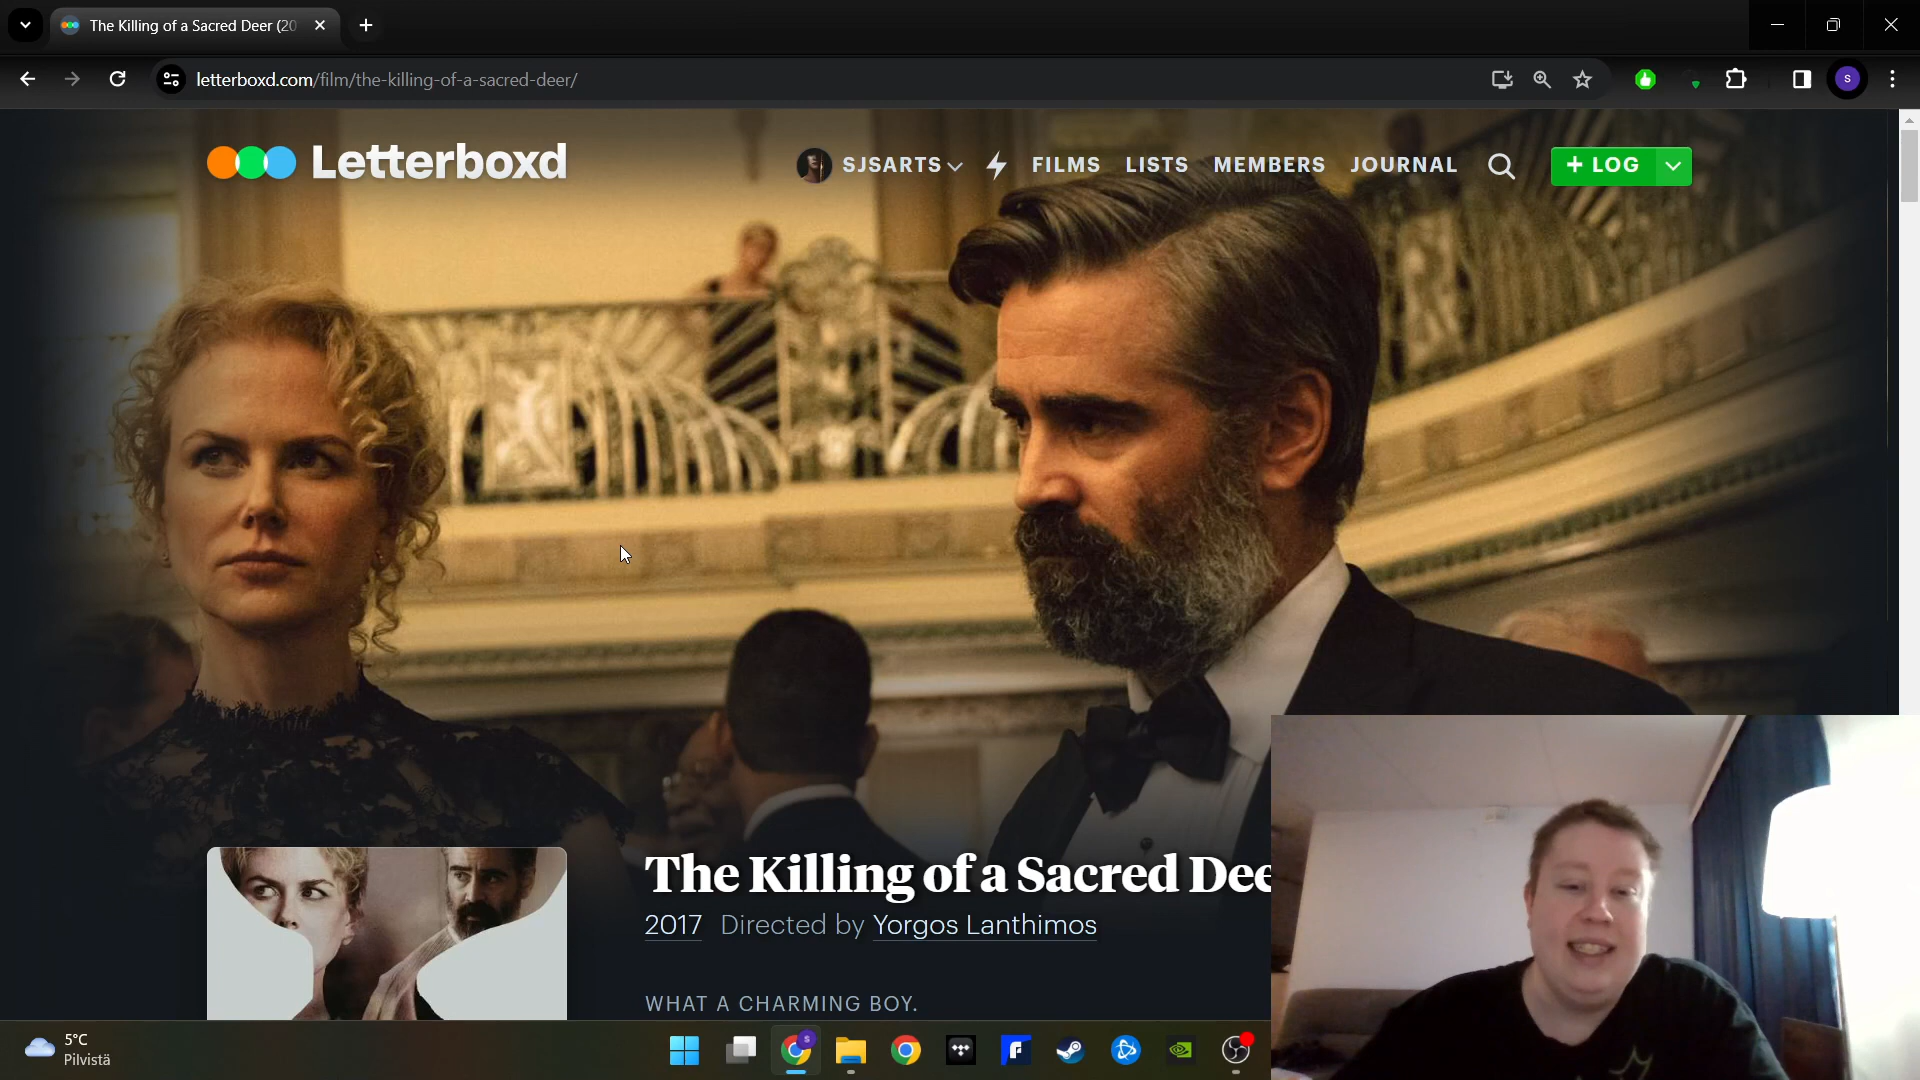 The Killing of a Sacred Deer (20
letterboxd.com/film/the-killing-of-a-sacred-deer/
S
Letterboxd
SJSARTS
FILMS
LISTS
MEMBERS
JOURNAL
+ LOG
The Killing of a Sacred Dee
2017 Directed by Yorgos Lanthimos
WHAT A CHARMING BOY.
5°C
Pilvistä